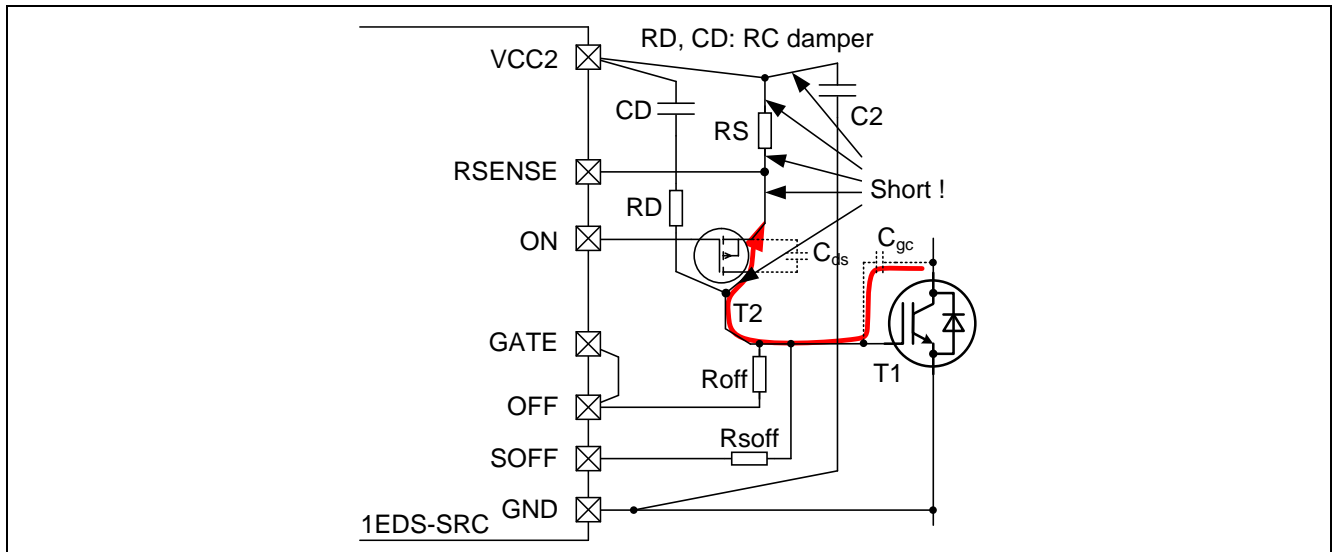 RD, CD: RC damper
VCC2
CD
C2
RS
RSENSE
Short !
RD
ON
Cds
Cgc
T2
GATE
T1
Roff
OFF
Rsoff
SOFF
GND
1EDS-SRC